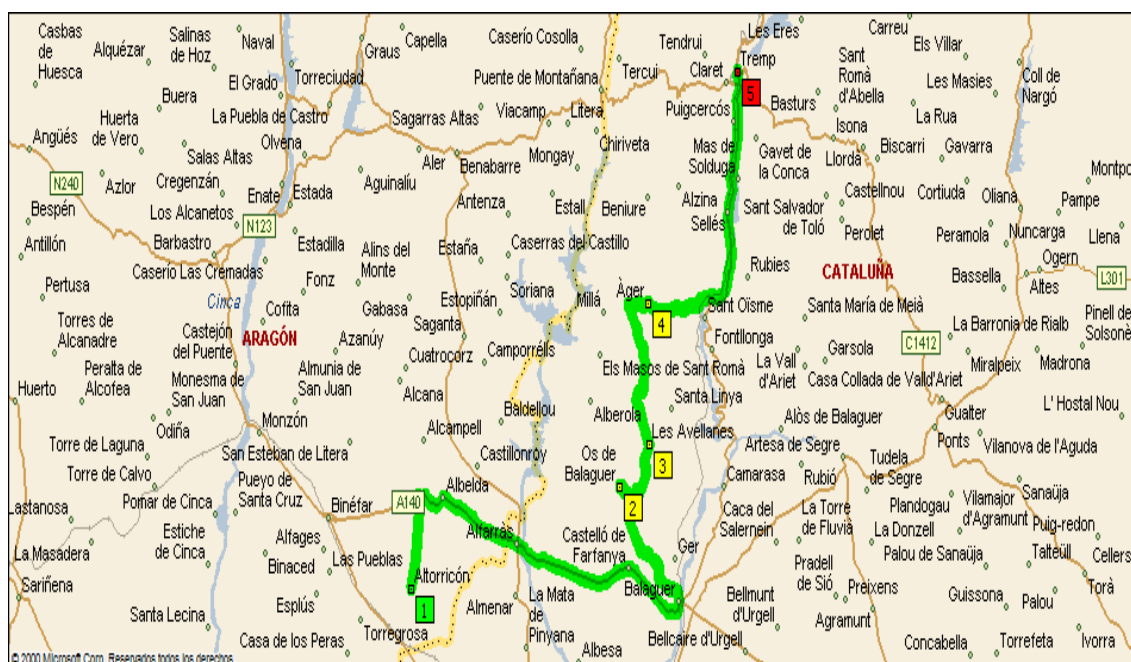 Casbas de Huesca
Alquézar
Salinas de Hoz
Naval
Graus
Capella
Caserío Cosolla
Tendrui
Les Eres
Carreu
Els Villar
El Grado
Torreciudad
Puente de Montañana
Tercui
Claret
Tremp
Sant Romà d'Abella
Les Masies
Coll de Nargó
5
Buera
La Puebla de Castro
Viacamp
Litera
Puigcercós
Basturs
Angüés
Huerta de Vero
Sagarras Altas
Isona
La Rua
Olvena
Salas Altas
Aler
Benabarre
Mongay
Chiriveta
Mas de Solduga
Gavet de la Conca
Llorda
Biscarri
Gavarra
Montpo
N240
Azlor
Cregenzán
Enate
Estada
Aguinalíu
Castellnou
Cortiuda
Oliana
Pampe
Bespén
Los Alcanetos
N123
Antenza
Estall
Beniure
Alzina
Sellés
Sant Salvador de Toló
Perolet
Peramola
Nuncarga
Llena
Antillón
Barbastro
Estadilla
Alins del Monte
Estaña
Caserras del Castillo
Caserío Las Cremadas
Fonz
Rubies
CATALUÑA
Bassella
Ogern
Altes
L301
Pertusa
Cinca
Gabasa
Estopiñán
Soriana
Millá
Àger
4
Sant Oïsme
Santa María de Meià
Cofita
Saganta
Torres de Alcanadre
Castejón del Puente
ARAGÓN
Azanúy
Cuatrocorz
Camporrélls
Fontllonga
La Barronia de Rialb
Pinell de Solsonè
C1412
Peralta de Alcofea
Monesma de San Juan
Almunia de San Juan
Els Masos de Sant Romà
La Vall d'Ariet
Garsola
Miralpeix
Madrona
Huerto
Alcana
Casa Collada de Valld'Ariet
Baldellou
Alberola
Santa Linya
Odiña
Monzón
Alòs de Balaguer
Gualter
L' Hostal Nou
Alcampell
Les Avellanes
Artesa de Segre
Ponts
Vilanova de l'Aguda
Torre de Laguna
San Esteban de Litera
Castillonroy
Os de Balaguer
3
Torre de Calvo
Camarasa
Rubió
Tudela de Segre
Sanaüja
Pueyo de Santa Cruz
Albelda
2
Lastanosa
Pomar de Cinca
Binéfar
A140
Caca del Salernein
La Torre de Fluvia
Plandogau
Vilamajor d'Agramunt
Puig-redon
Estiche de Cinca
Alfages
Alfarràs
Castelló de Farfanya
La Donzell
La Masadera
Las Pueblas
Ger
Palou de Sanaüja
Tatteüll
Cellers
Binaced
Altorricón
Pradell de Sió
Sariñena
Balaguer
Bellmunt d'Urgell
Preixens
Torà
Esplús
1
Almenar
La Mata de Pinyana
Guissona
Palou
Santa Lecina
Agramunt
Casa de los Peras
Torregrosa
Albesa
Bellcaire d'Urgell
Concabella
Torrefeta
Ivorra
© 2000 Microsoft Corp. Reservados todos los derechos.